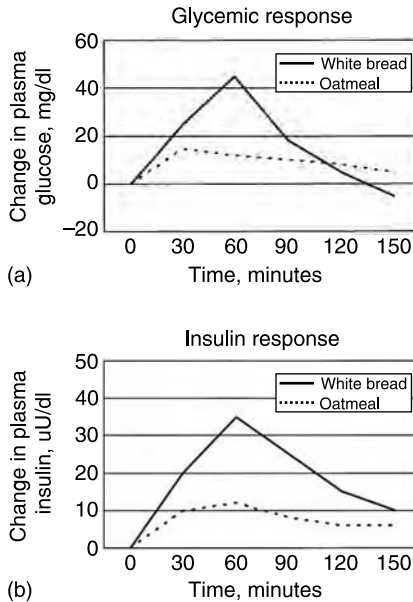 Glycemic response
60
40
20
0
–20
Change in plasma
glucose, mg/dl
White bread
Oatmeal
0 30 60 90 120 150
Time, minutes
(a)
Insulin response
50
40
30
20
10
0
Change in plasma
insulin, uU/dl
White bread
Oatmeal
0 30 60 90 120 150
Time, minutes
(b)